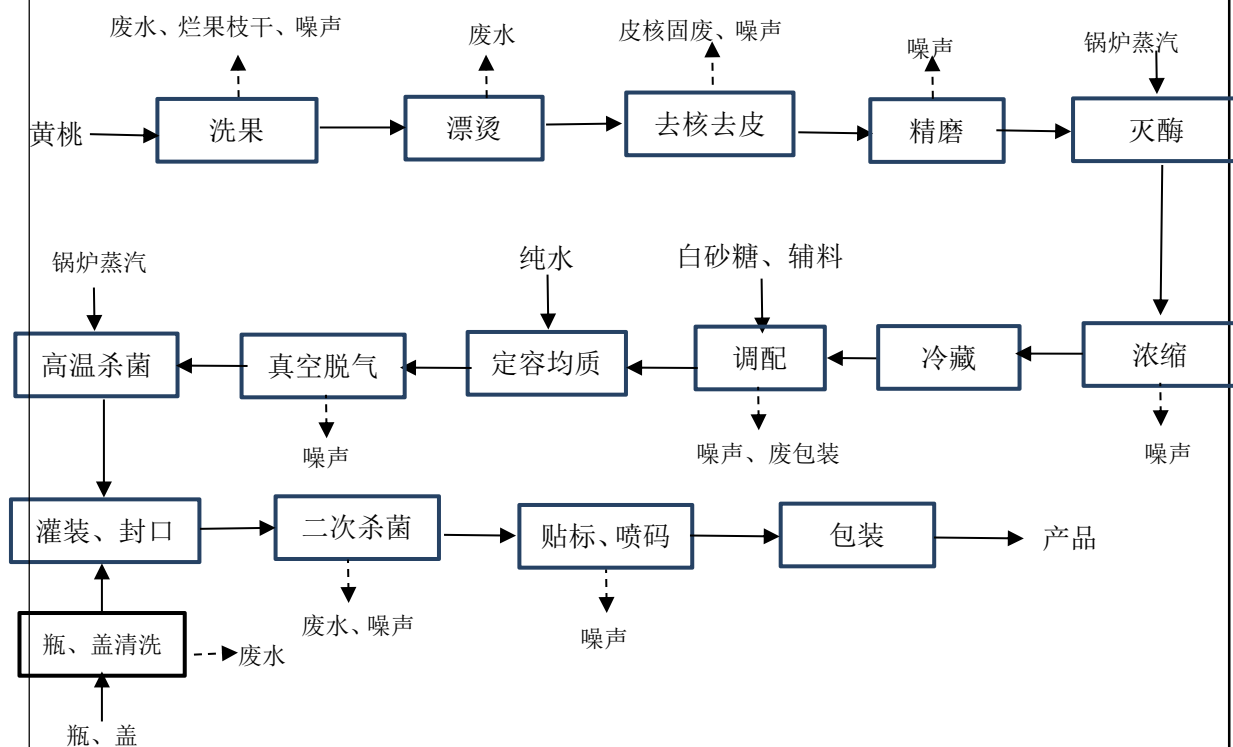 废水、烂果枝干、噪声
废水
皮核固废、噪声
噪声
锅炉蒸汽
黄桃
洗果
漂烫
去核去皮
精磨
灭酶
锅炉蒸汽
纯水
白砂糖、辅料
高温杀菌
真空脱气
定容均质
调配
冷藏
浓缩
噪声
噪声、废包装
噪声
灌装、封口
二次杀菌
贴标、喷码
包装
产品
废水、噪声
噪声
瓶、盖清洗
废水
瓶、盖